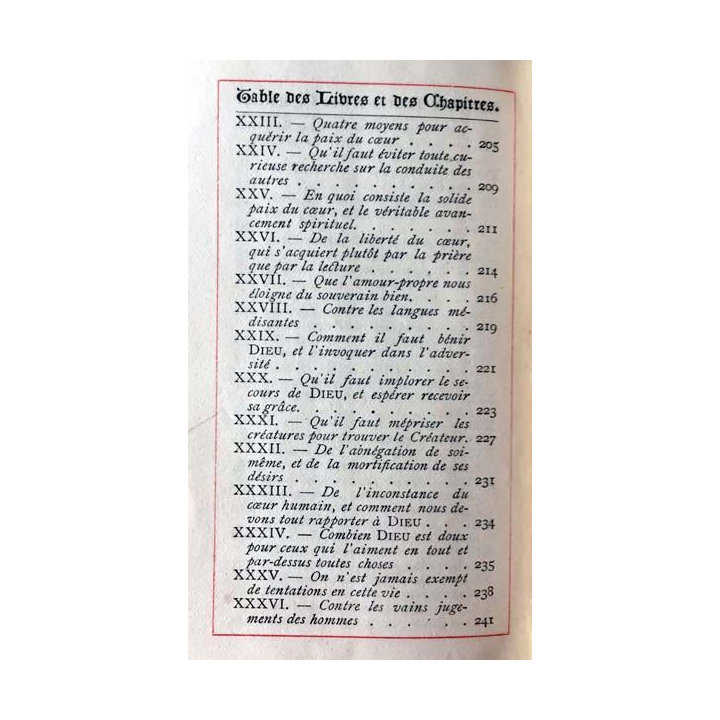 Table des Livres et des Chapitres.
XXIII. — Quatre moyens pour ac-
quérir la paix du cœur . . . . 205
XXIV. — Qu'il faut éviter toute cu-
rieuse recherche sur la conduite des
autres . . . . . . . . . 209
XXV. — En quoi consiste la solide
paix du cœur, et le véritable avan-
cement spirituel. . . . . . . 211
XXVI. — De la liberté du cœur,
qui s'acquiert plutôt par la prière
que par la lecture . . . . . . 214
XXVII. — Que l'amour-propre nous
éloigne du souverain bien. . . . 216
XXVIII. — Contre les langues mé-
disantes . . . . . . . . 219
XXIX. — Comment il faut bénir
DIEU, et l'invoquer dans l'adver-
sité . . . . . . . . . . 221
XXX. — Qu'il faut implorer le se-
cours de DIEU, et espérer recevoir
sa grâce. . . . . . . . . 223
XXXI. — Qu'il faut mépriser les
créatures pour trouver le Créateur. 227
XXXII. — De l'abnégation de soi-
même, et de la mortification de ses
désirs . . . . . . . . . 231
XXXIII. — De l'inconstance du
cœur humain, et comment nous de-
vons tout rapporter à DIEU . . . 234
XXXIV. — Combien DIEU est doux
pour ceux qui l'aiment en tout et
par-dessus toutes choses . . . . 235
XXXV. — On n'est jamais exempt
de tentations en cette vie . . . . 238
XXXVI. — Contre les vains juge-
ments des hommes . . . . . . 241